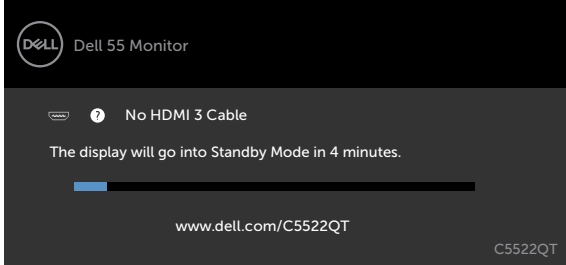 DELL Dell 55 Monitor
? No HDMI 3 Cable
The display will go into Standby Mode in 4 minutes.
www.dell.com/C5522QT
C5522QT